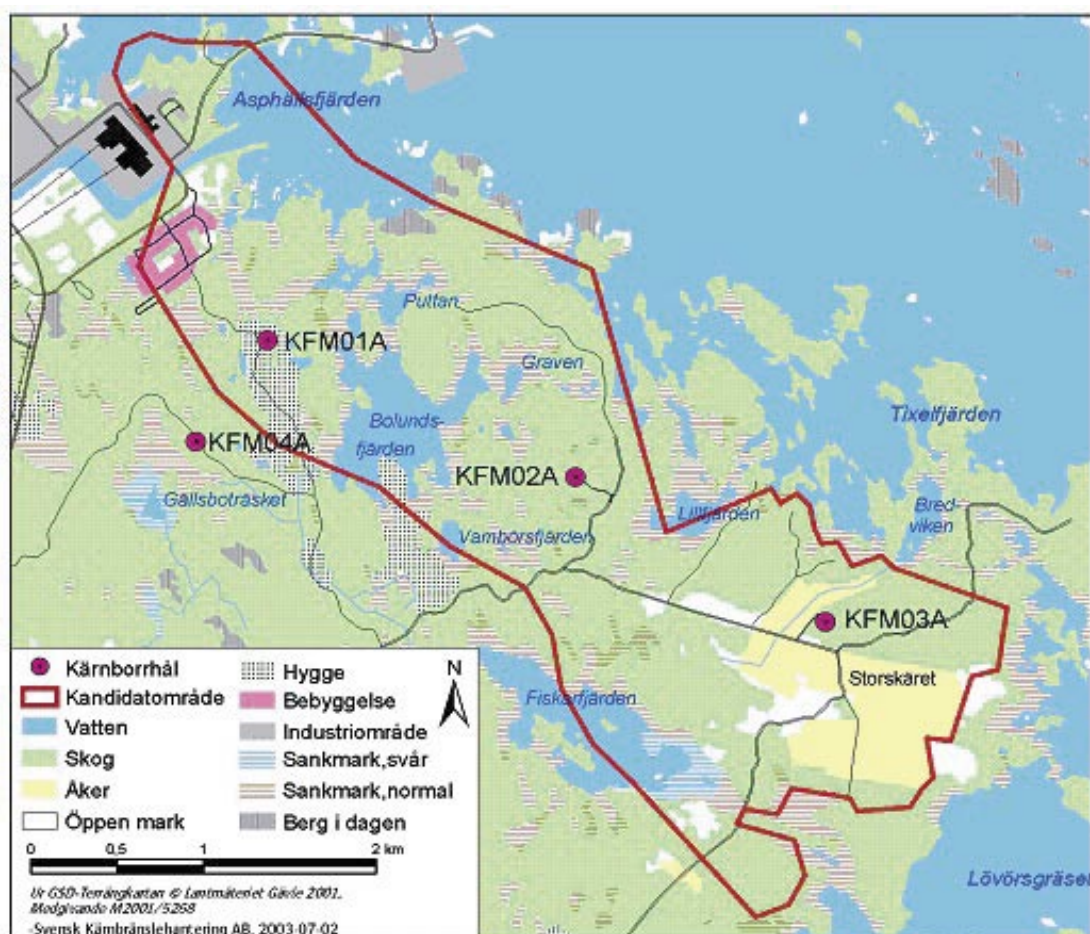 Asphällsfjärden
Puttan
KFM01A
Graven
Bolunds-
fjärden
Tixelfjärden
KFM04A
KFM02A
Gällsboträsket
Lillfjärden
Bred-
viken
Vambörsfjärden
KFM03A
Storskäret
Fiskarfjärden
Lövörsgräsen
Kärnborrhål
Kandidatområde
Vatten
Skog
Åker
Öppen mark
Hygge
Bebyggelse
Industriområde
Sankmark,svår
Sankmark,normal
Berg i dagen
N
0 0,5 1 2 km
Ur GSD-Terrängkartan © Lantmäteriet Gävle 2001,
Medgivande M2001/5268
Svensk Kärnbränslehantering AB, 2003-07-02